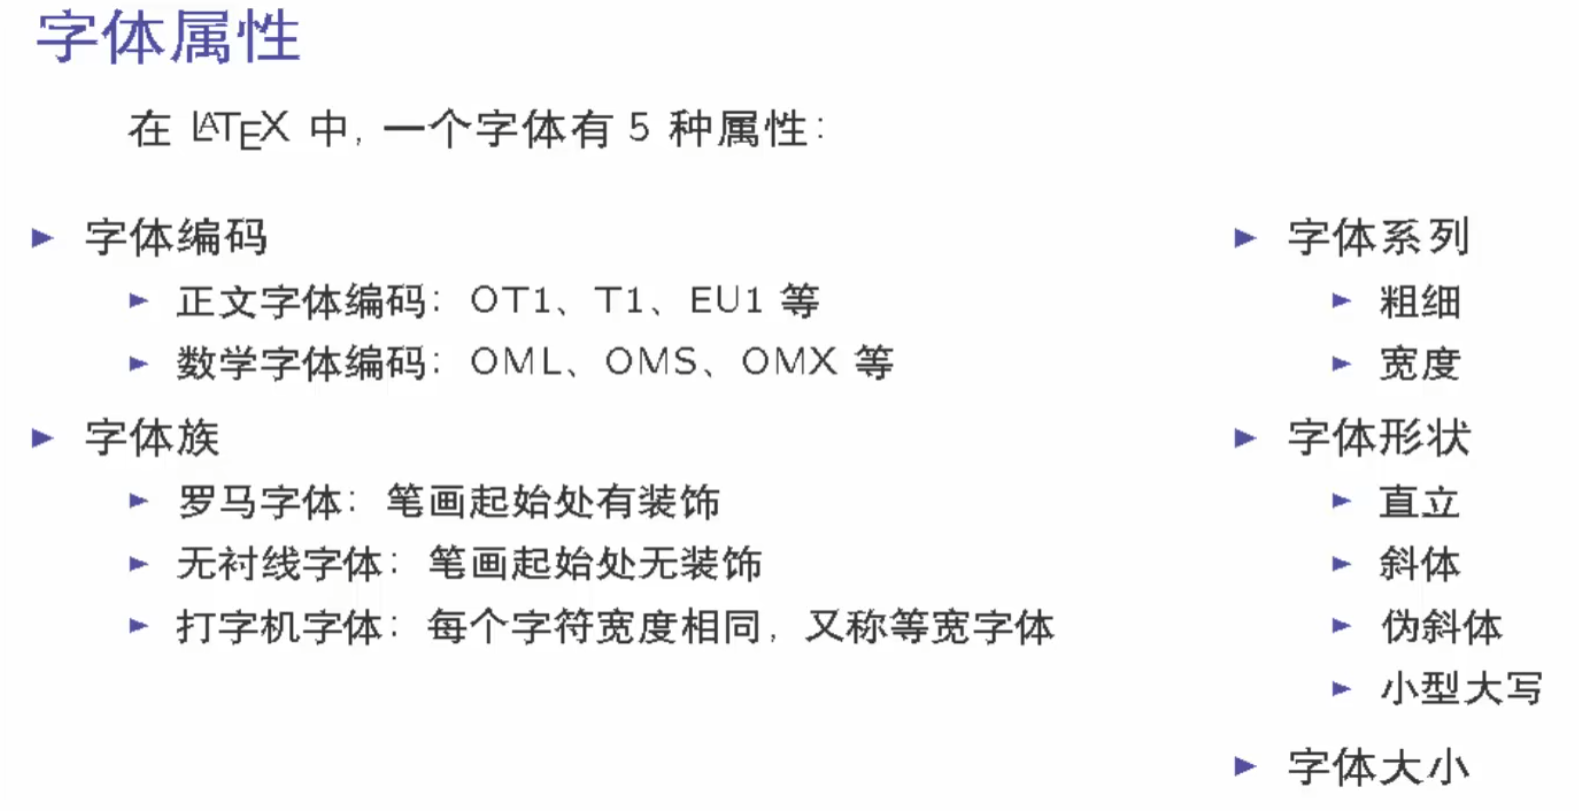 字体属性
在 LATEX 中, 一个字体有 5 种属性:
字体编码
正文字体编码: OT1、T1、EU1 等
数学字体编码: OML、OMS、OMX 等
字体族
罗马字体: 笔画起始处有装饰
无衬线字体: 笔画起始处无装饰
打字机字体: 每个字符宽度相同, 又称等宽字体
字体系列
粗细
宽度
字体形状
直立
斜体
伪斜体
小型大写
字体大小